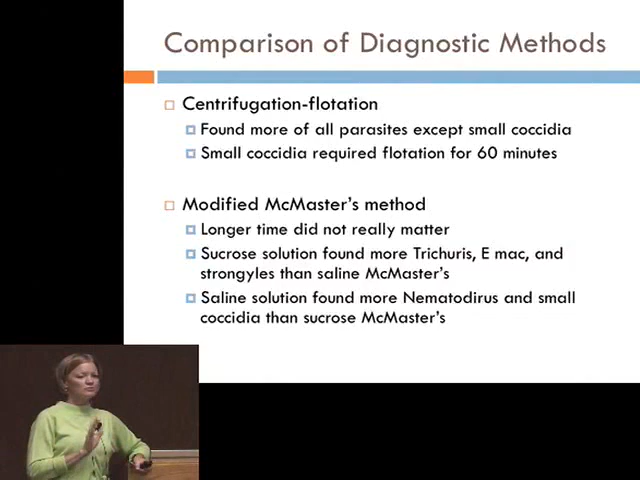 Comparison of Diagnostic Methods
Centrifugation-flotation
Found more of all parasites except small coccidia
Small coccidia required flotation for 60 minutes
Modified McMaster's method
Longer time did not really matter
Sucrose solution found more Trichuris, E mac, and
strongyles than saline McMaster's
Saline solution found more Nematodirus and small
coccidia than sucrose McMaster's